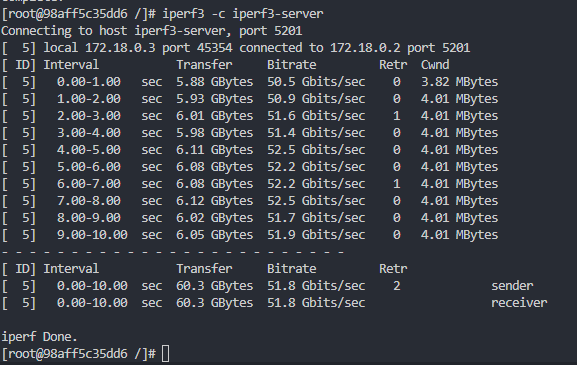 [root@98aff5c35dd6 /]# iperf3 -c iperf3-server
Connecting to host iperf3-server, port 5201
[  5] local 172.18.0.3 port 45354 connected to 172.18.0.2 port 5201
[ ID] Interval           Transfer     Bitrate         Retr  Cwnd
[  5]   0.00-1.00   sec  5.88 GBytes  50.5 Gbits/sec    0   3.82 MBytes
[  5]   1.00-2.00   sec  5.93 GBytes  50.9 Gbits/sec    0   4.01 MBytes
[  5]   2.00-3.00   sec  6.01 GBytes  51.6 Gbits/sec    1   4.01 MBytes
[  5]   3.00-4.00   sec  5.98 GBytes  51.4 Gbits/sec    0   4.01 MBytes
[  5]   4.00-5.00   sec  6.11 GBytes  52.5 Gbits/sec    0   4.01 MBytes
[  5]   5.00-6.00   sec  6.08 GBytes  52.2 Gbits/sec    0   4.01 MBytes
[  5]   6.00-7.00   sec  6.08 GBytes  52.2 Gbits/sec    1   4.01 MBytes
[  5]   7.00-8.00   sec  6.12 GBytes  52.5 Gbits/sec    0   4.01 MBytes
[  5]   8.00-9.00   sec  6.02 GBytes  51.7 Gbits/sec    0   4.01 MBytes
[  5]   9.00-10.00  sec  6.05 GBytes  51.9 Gbits/sec    0   4.01 MBytes
- - - - - - - - - - - - - - - - - - - - - - - - -
[ ID] Interval           Transfer     Bitrate         Retr
[  5]   0.00-10.00  sec  60.3 GBytes  51.8 Gbits/sec    2             sender
[  5]   0.00-10.00  sec  60.3 GBytes  51.8 Gbits/sec                  receiver

iperf Done.
[root@98aff5c35dd6 /]#